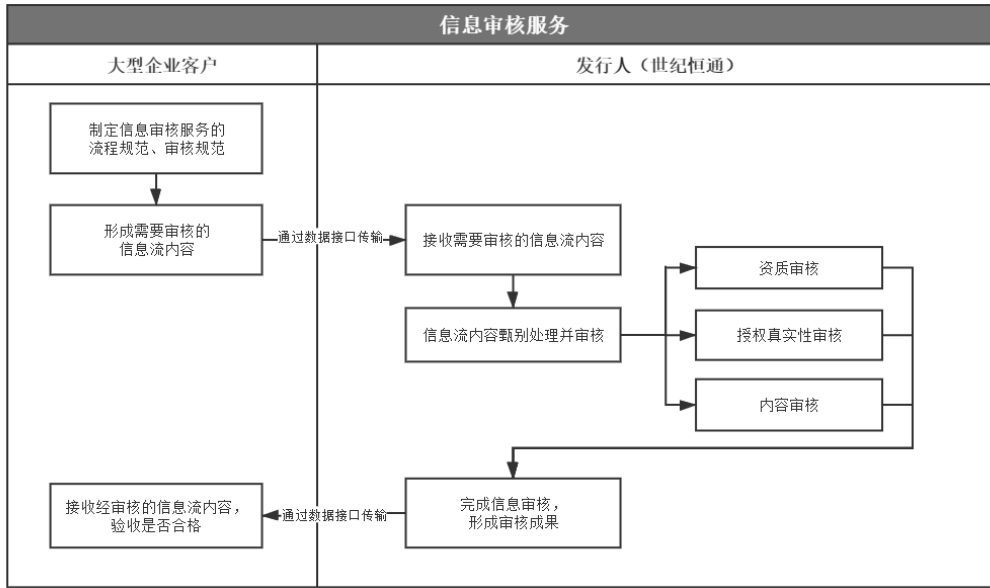 信息审核服务
大型企业客户
发行人（世纪恒通）
制定信息审核服务的
流程规范、审核规范
形成需要审核的
信息流内容
通过数据接口传输
接收需要审核的信息流内容
资质审核
信息流内容甄别处理并审核
授权真实性审核
内容审核
接收经审核的信息流内容，
验收是否合格
通过数据接口传输
完成信息审核，
形成审核成果